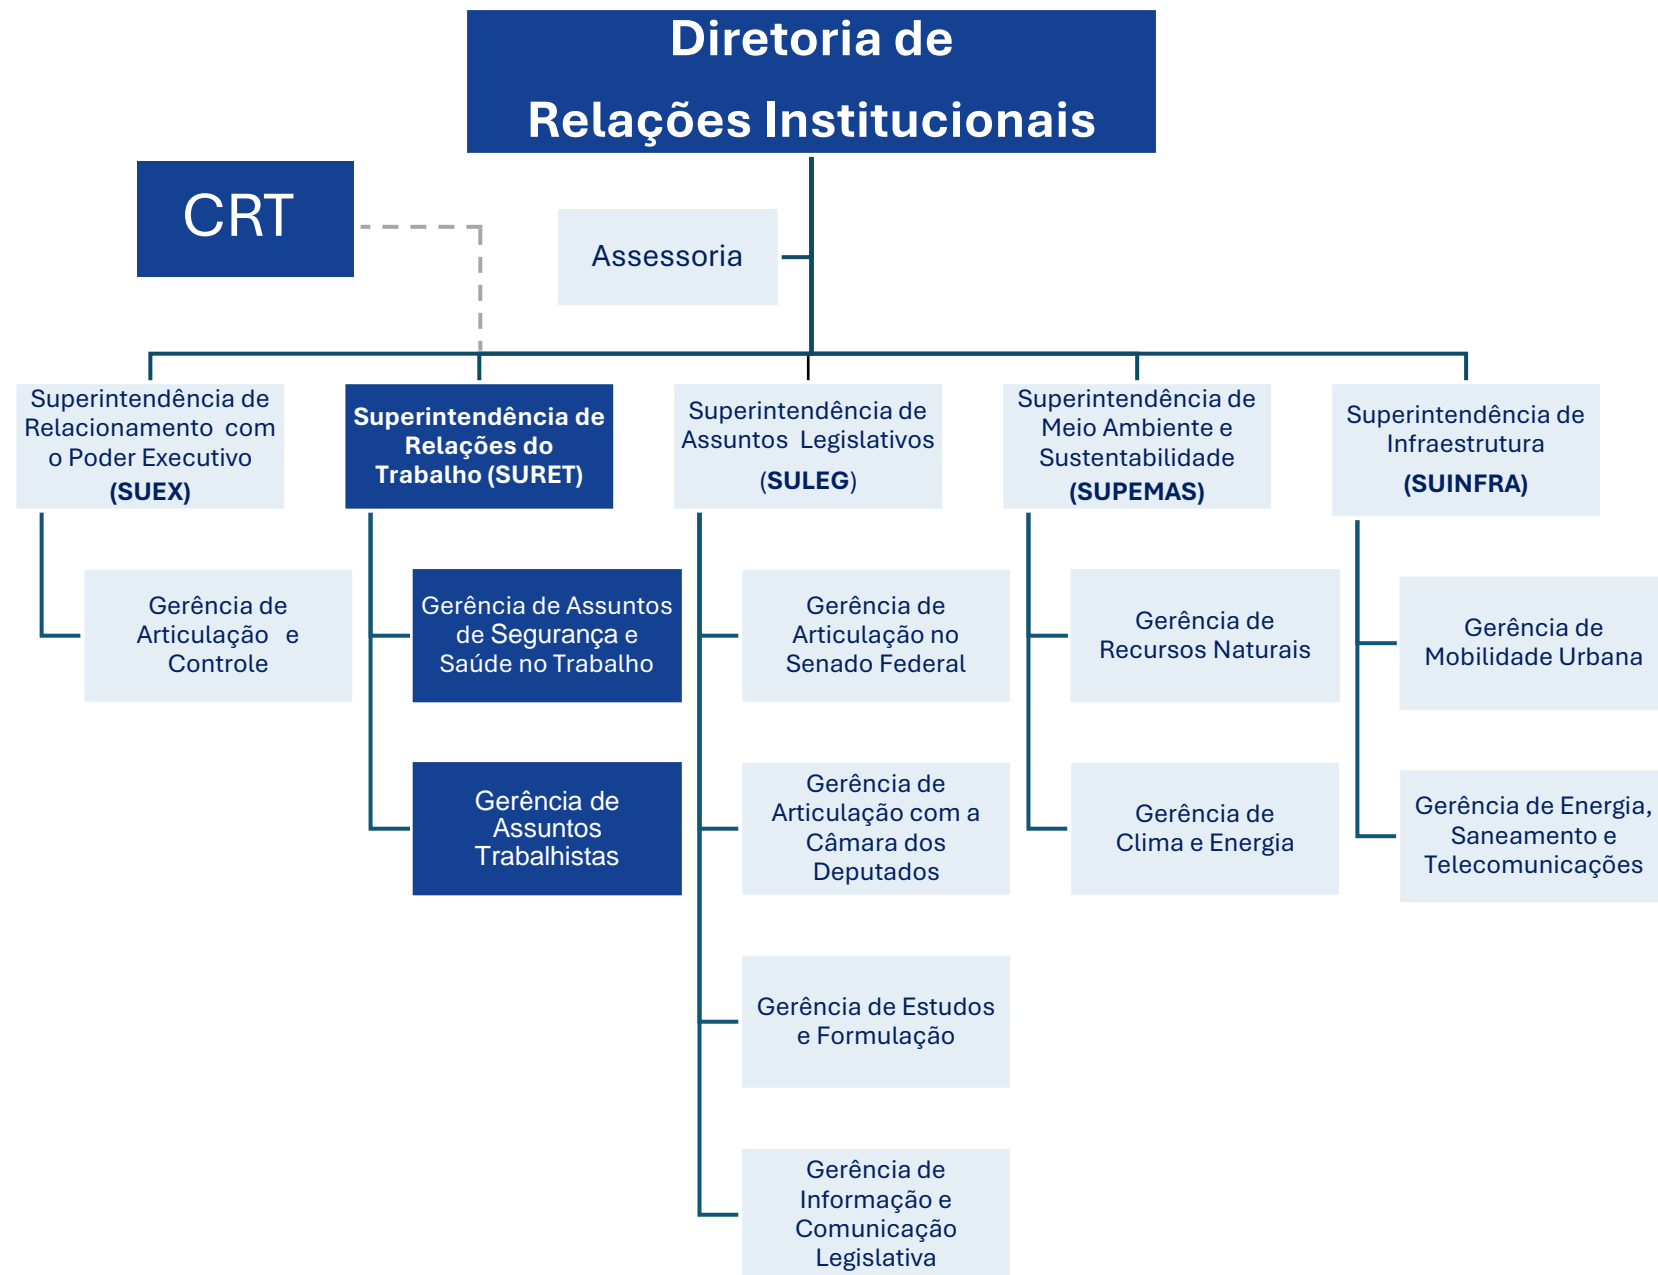 Diretoria de
Relações Institucionais
CRT
Assessoria
Superintendência de
Relacionamento com
o Poder Executivo
(SUEX)
Superintendência de
Relações do
Trabalho (SURET)
Superintendência de
Assuntos Legislativos
(SULEG)
Superintendência de
Meio Ambiente e
Sustentabilidade
(SUPEMAS)
Superintendência de
Infraestrutura
(SUINFRA)
Gerência de
Articulação e
Controle
Gerência de Assuntos
de Segurança e
Saúde no Trabalho
Gerência de
Articulação no
Senado Federal
Gerência de
Recursos Naturais
Gerência de
Mobilidade Urbana
Gerência de
Assuntos
Trabalhistas
Gerência de
Articulação com a
Câmara dos
Deputados
Gerência de
Clima e Energia
Gerência de Energia,
Saneamento e
Telecomunicações
Gerência de Estudos
e Formulação
Gerência de
Informação e
Comunicação
Legislativa